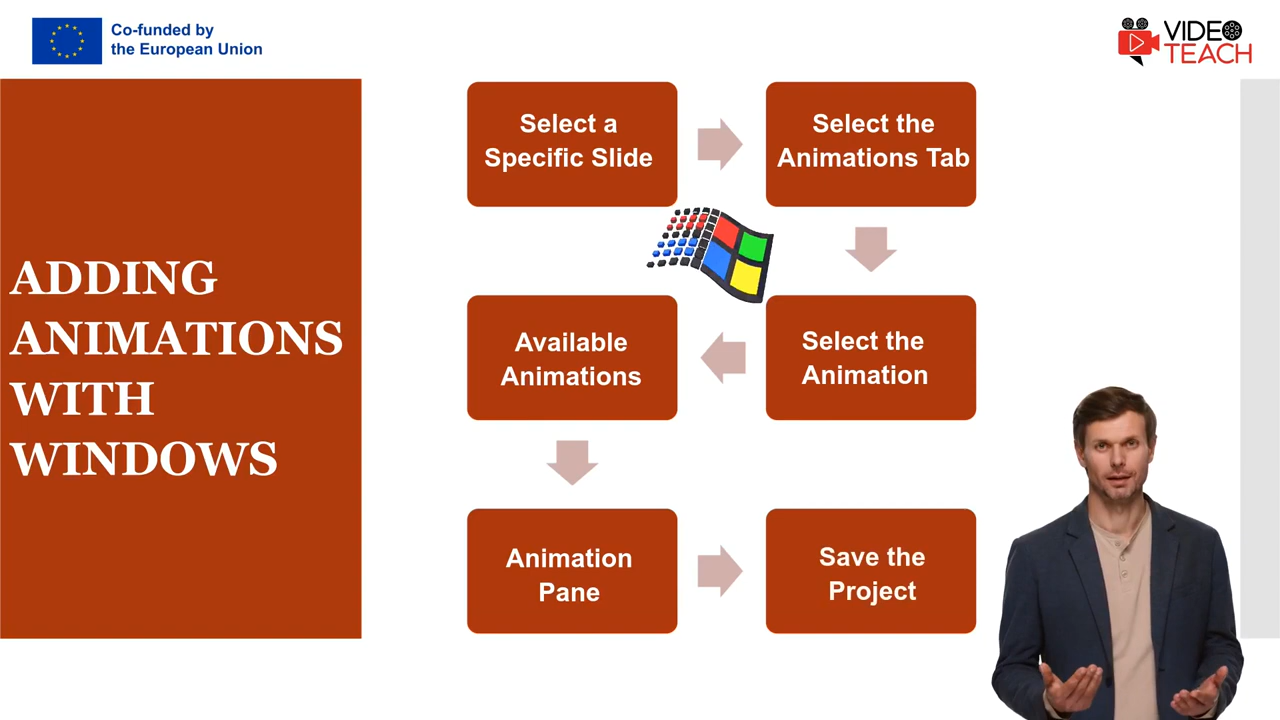 Co-funded by
the European Union
VIDEO
TEACH
ADDING
ANIMATIONS
WITH
WINDOWS
Select a
Specific Slide
Select the
Animations Tab
Select the
Animation
Available
Animations
Animation
Pane
Save the
Project